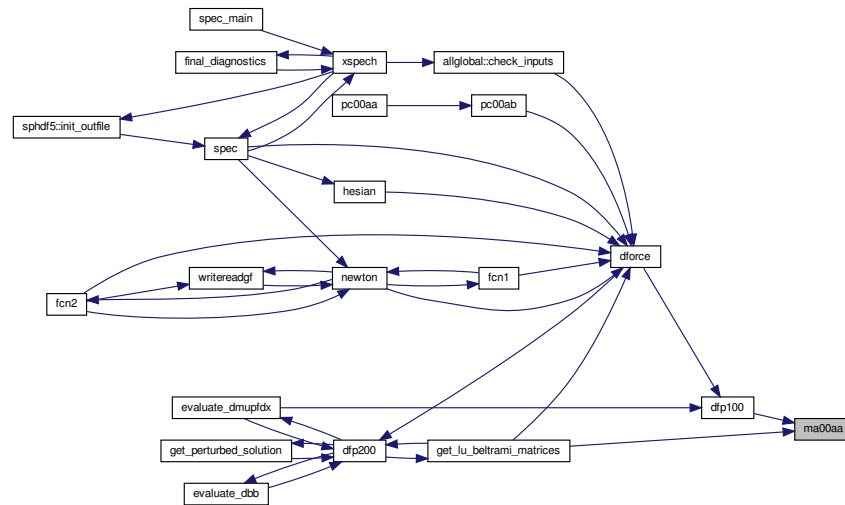 spec_main
final_diagnostics
xspech
allglobal::check_inputs
pc00aa
pc00ab
sphdf5::init_outfile
spec
hesian
dforce
writereadgf
newton
fcn1
fcn2
evaluate_dmupfdx
dfp100
ma00aa
get_perturbed_solution
dfp200
get_lu_beltrami_matrices
evaluate_dbb